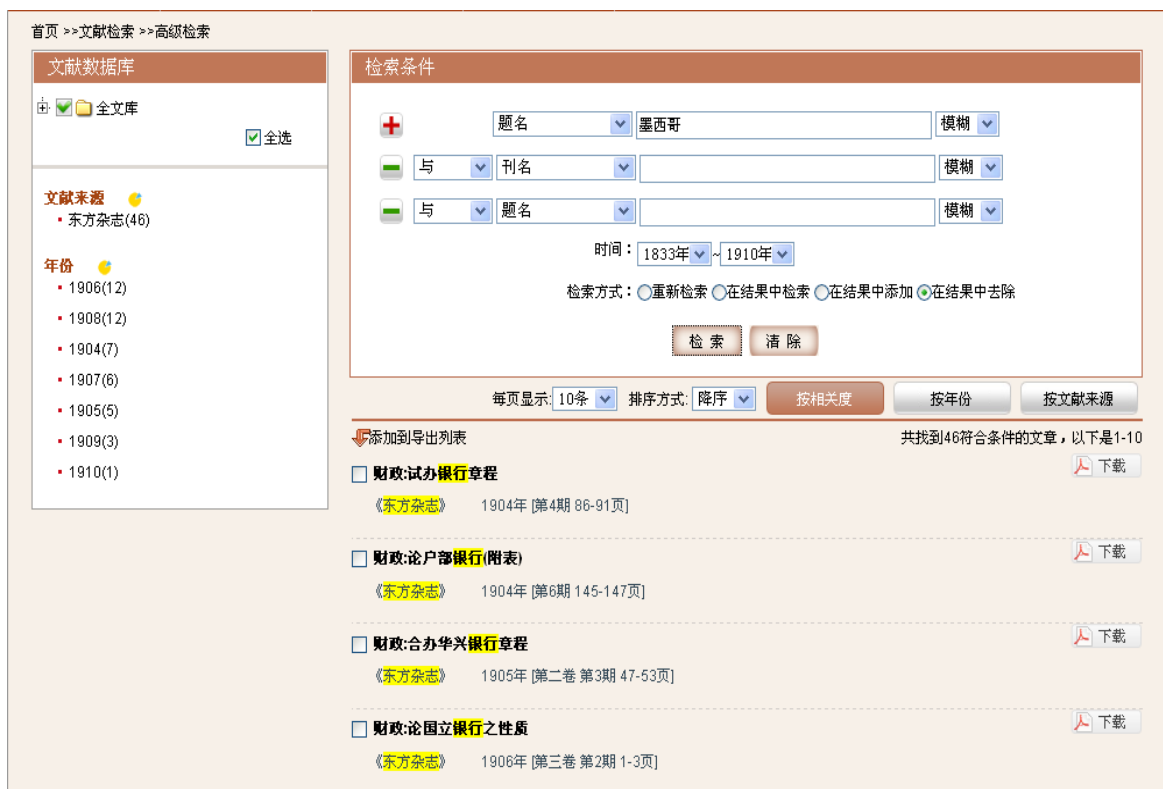 首页 >>文献检索 >>高级检索
文献数据库
全文库
全选
文献来源
东方杂志(46)
年份
1906(12)
1908(12)
1904(7)
1907(6)
1905(5)
1909(3)
1910(1)
检索条件
题名 墨西哥 模糊
与 刊名 模糊
与 题名 模糊
时间： 1833年 ~ 1910年
检索方式： 重新检索 在结果中检索 在结果中添加 在结果中去除
检 索 清 除
每页显示: 10条 排序方式: 降序 按相关度 按年份 按文献来源
添加到导出列表 共找到46符合条件的文章，以下是1-10
财政:试办银行章程 下载
《东方杂志》 1904年 [第4期 86-91页]
财政:论户部银行(附表) 下载
《东方杂志》 1904年 [第6期 145-147页]
财政:合办华兴银行章程 下载
《东方杂志》 1905年 [第二卷 第3期 47-53页]
财政:论国立银行之性质 下载
《东方杂志》 1906年 [第三卷 第2期 1-3页]